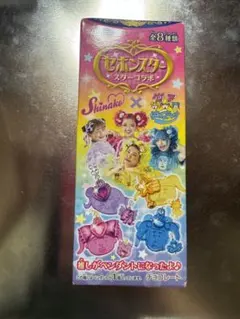 全8種類
セボンスター
スターコラボ
Shinako
×
推しがペンダントになったよ♪
チョコレート